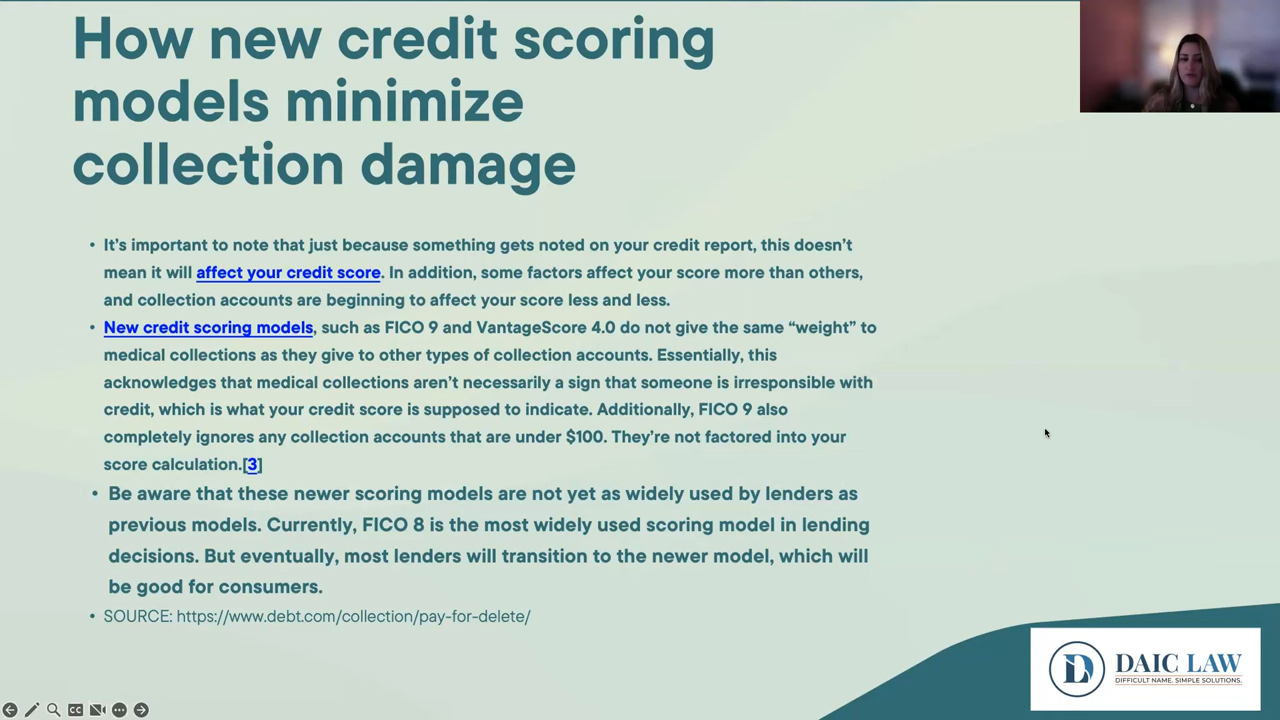 How new credit scoring
models minimize
collection damage
• It’s important to note that just because something gets noted on your credit report, this doesn’t
mean it will affect your credit score. In addition, some factors affect your score more than others,
and collection accounts are beginning to affect your score less and less.
• New credit scoring models, such as FICO 9 and VantageScore 4.0 do not give the same “weight” to
medical collections as they give to other types of collection accounts. Essentially, this
acknowledges that medical collections aren’t necessarily a sign that someone is irresponsible with
credit, which is what your credit score is supposed to indicate. Additionally, FICO 9 also
completely ignores any collection accounts that are under $100. They’re not factored into your
score calculation.[3]
• Be aware that these newer scoring models are not yet as widely used by lenders as
previous models. Currently, FICO 8 is the most widely used scoring model in lending
decisions. But eventually, most lenders will transition to the newer model, which will
be good for consumers.
• SOURCE: https://www.debt.com/collection/pay-for-delete/
DAIC LAW
DIFFICULT NAME. SIMPLE SOLUTIONS.
CC